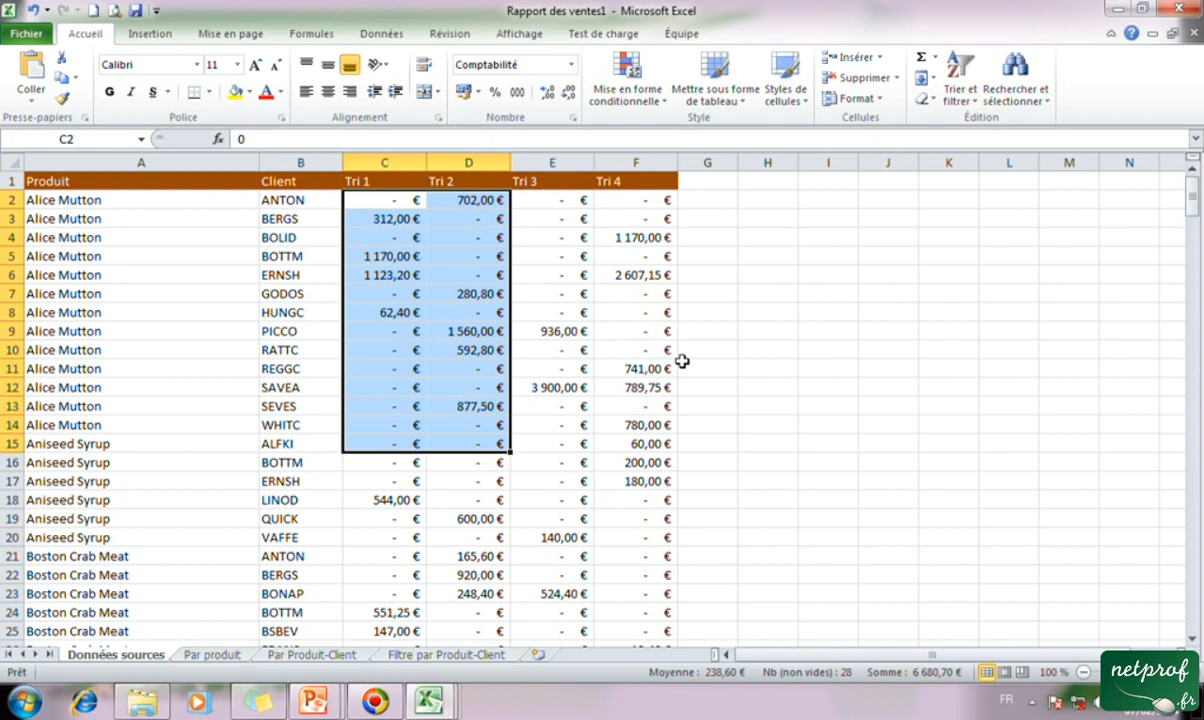 Rapport des ventes1 - Microsoft Excel
Fichier Accueil Insertion Mise en page Formules Données Révision Affichage Test de charge Équipe
Coller
Presse-papiers
Calibri 11
G I S
Police
Alignement
Comptabilité
% 000
Nombre
Mise en forme conditionnelle
Mettre sous forme de tableau
Styles de cellules
Style
Insérer
Supprimer
Format
Cellules
Σ
Trier et filtrer
Rechercher et sélectionner
Édition
C2 fx 0
A B C D E F G H I J K L M N
1 Produit Client Tri 1 Tri 2 Tri 3 Tri 4
2 Alice Mutton ANTON - € 702,00 € - € - €
3 Alice Mutton BERGS 312,00 € - € - € - €
4 Alice Mutton BOLID - € - € - € 1 170,00 €
5 Alice Mutton BOTTM 1 170,00 € - € - € - €
6 Alice Mutton ERNSH 1 123,20 € - € - € 2 607,15 €
7 Alice Mutton GODOS - € 280,80 € - € - €
8 Alice Mutton HUNGC 62,40 € - € - € - €
9 Alice Mutton PICCO - € 1 560,00 € 936,00 € - €
10 Alice Mutton RATTC - € 592,80 € - € - €
11 Alice Mutton REGGC - € - € - € 741,00 €
12 Alice Mutton SAVEA - € - € 3 900,00 € 789,75 €
13 Alice Mutton SEVES - € 877,50 € - € - €
14 Alice Mutton WHITC - € - € - € 780,00 €
15 Aniseed Syrup ALFKI - € - € - € 60,00 €
16 Aniseed Syrup BOTTM - € - € - € 200,00 €
17 Aniseed Syrup ERNSH - € - € - € 180,00 €
18 Aniseed Syrup LINOD 544,00 € - € - € - €
19 Aniseed Syrup QUICK - € 600,00 € - € - €
20 Aniseed Syrup VAFFE - € - € 140,00 € - €
21 Boston Crab Meat ANTON - € 165,60 € - € - €
22 Boston Crab Meat BERGS - € 920,00 € - € - €
23 Boston Crab Meat BONAP - € 248,40 € 524,40 € - €
24 Boston Crab Meat BOTTM 551,25 € - € - € - €
25 Boston Crab Meat BSBEV 147,00 € - € - € - €
Données sources Par produit Par Produit-Client Filtre par Produit-Client
Prêt Moyenne : 238,60 € Nb (non vides) : 28 Somme : 6 680,70 € 100 %
FR
netprof
.fr